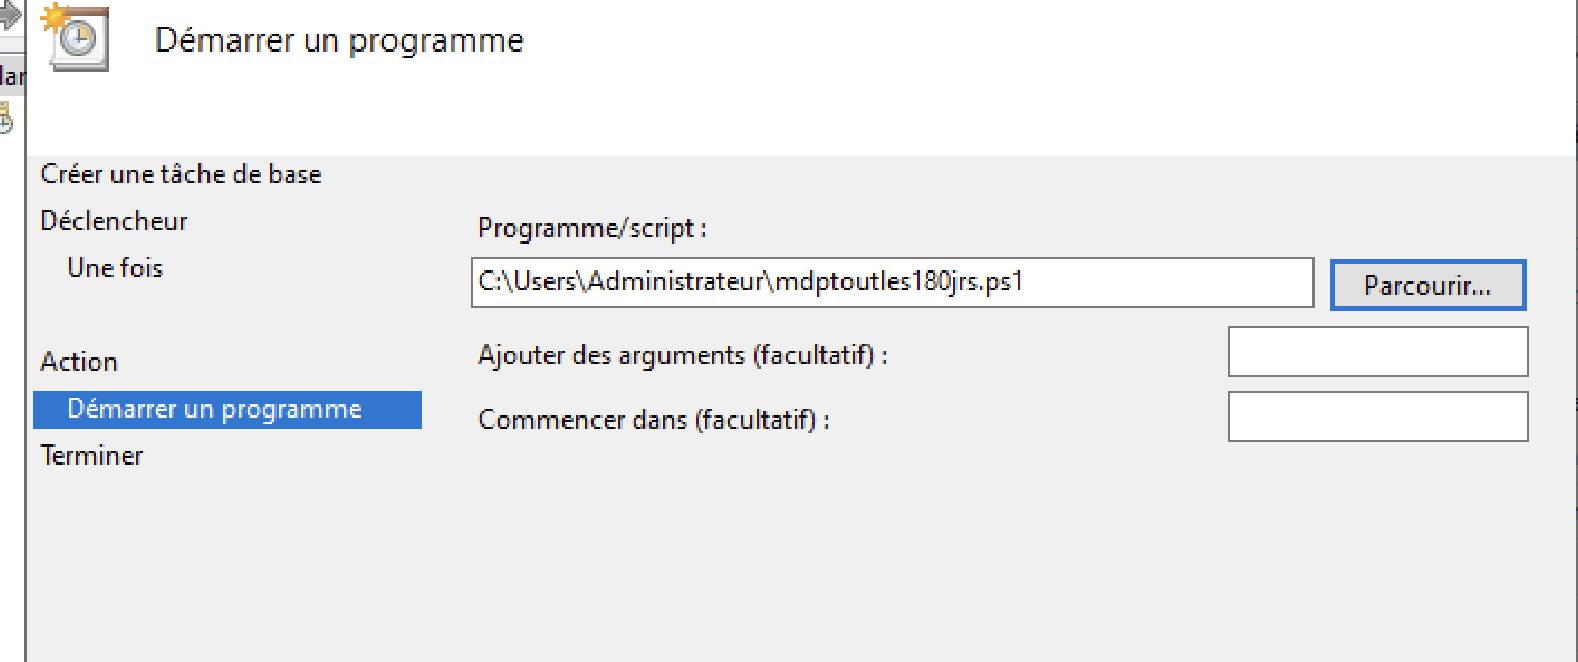 Démarrer un programme
Créer une tâche de base
Déclencheur
Programme/script :
Une fois
C:\Users\Administrateur\mdptoutles180jrs.ps1
Parcourir...
Action
Ajouter des arguments (facultatif) :
Démarrer un programme
Commencer dans (facultatif) :
Terminer